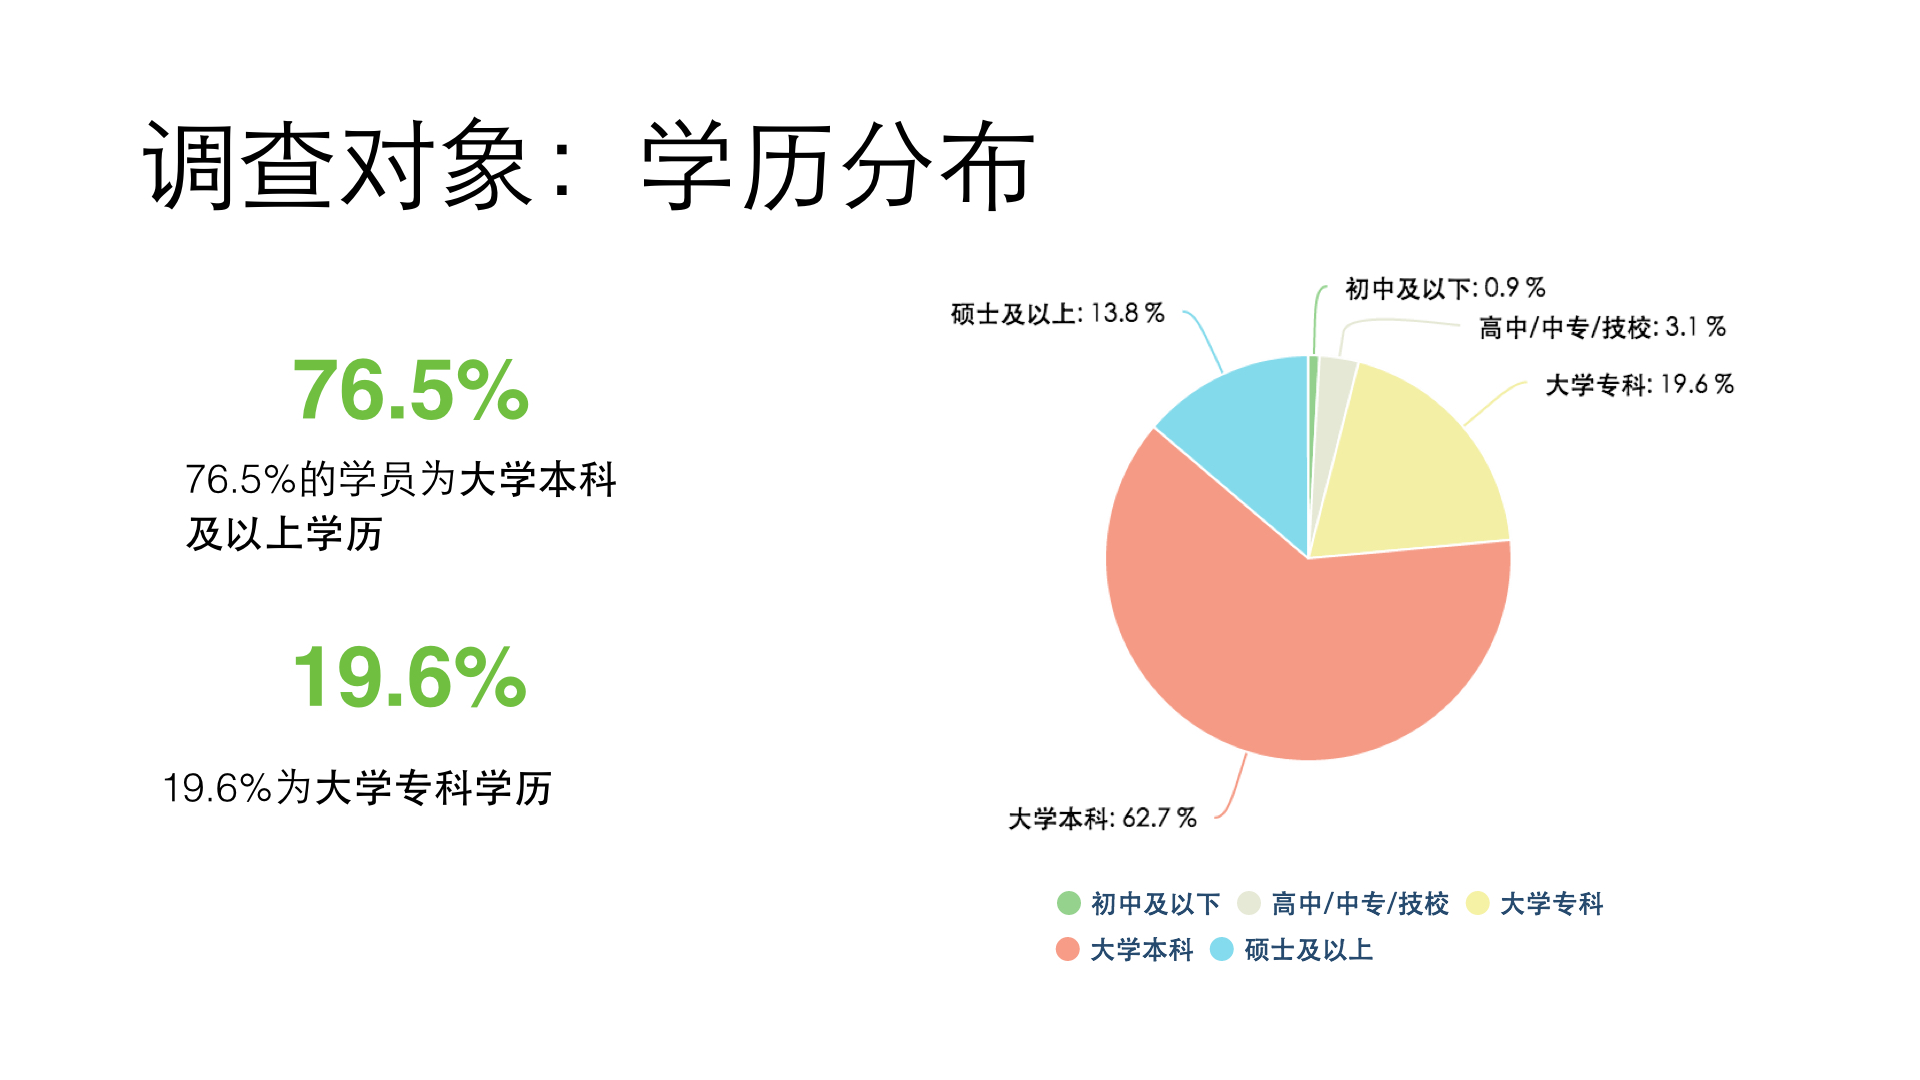 调查对象：学历分布
76.5%
76.5%的学员为大学本科
及以上学历
19.6%
19.6%为大学专科学历
初中及以下: 0.9 %
硕士及以上: 13.8 %
高中/中专/技校: 3.1 %
大学专科: 19.6 %
大学本科: 62.7 %
初中及以下 高中/中专/技校 大学专科
大学本科 硕士及以上